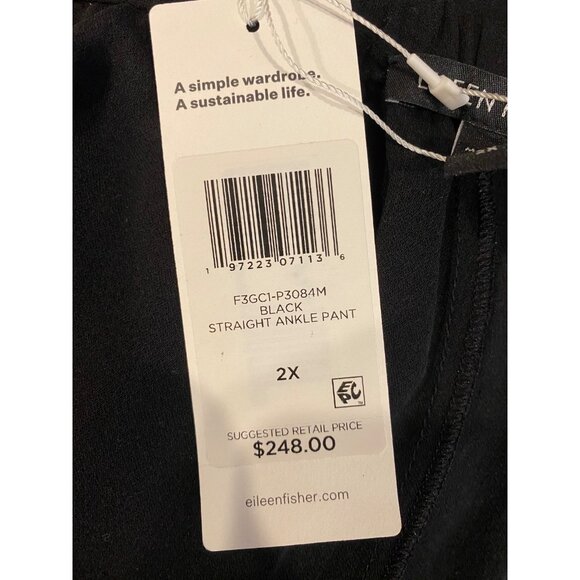 A simple wardrobe.
A sustainable life.
1 97223 07113 6
F3GC1-P3084M
BLACK
STRAIGHT ANKLE PANT
2X
SUGGESTED RETAIL PRICE
$248.00
eileenfisher.com